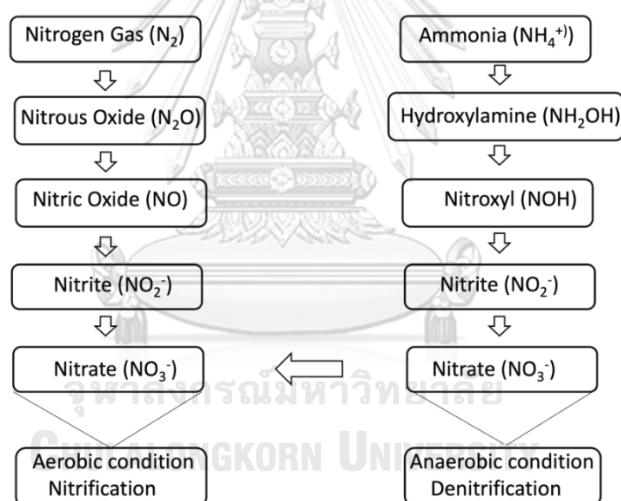 Nitrogen Gas (N₂)
Nitrous Oxide (N₂O)
Nitric Oxide (NO)
Nitrite (NO₂⁻)
Nitrate (NO₃⁻)
Aerobic condition
Nitrification
Ammonia (NH₄⁺⁾)
Hydroxylamine (NH₂OH)
Nitroxyl (NOH)
Nitrite (NO₂⁻)
Nitrate (NO₃⁻)
Anaerobic condition
Denitrification
จุฬาลงกรณ์มหาวิทยาลัย
CHULALONGKORN UNIVERSITY